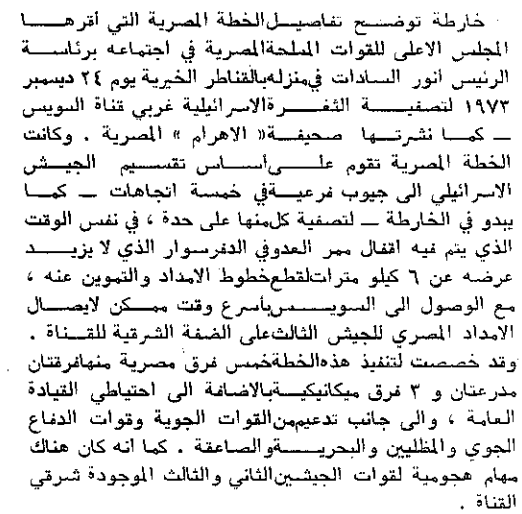 خارطة توضح تفاصيل الخطة المصرية التي أقرها
المجلس الاعلى للقوات المسلحة المصرية في اجتماعه برئاسة
الرئيس انور السادات في منزله بالقناطر الخيرية يوم ٢٤ ديسمبر
١٩٧٣ لتصفية الثغرة الاسرائيلية غربي قناة السويس
ــ كما نشرتها صحيفة « الاهرام » المصرية . وكانت
الخطة المصرية تقوم على أساس تقسيم الجيش
الاسرائيلي الى جيوب فرعية في خمسة اتجاهات ــ كما
يبدو في الخارطة ــ لتصفية كل منها على حدة ، في نفس الوقت
الذي يتم فيه اقفال ممر العدو في الدفرسوار الذي لا يزيد
عرضه عن ٦ كيلو مترات لقطع خطوط الامداد والتموين عنه ،
مع الوصول الى السويس بأسرع وقت ممكن لايصال
الامداد المصري للجيش الثالث على الضفة الشرقية للقناة .
وقد خصصت لتنفيذ هذه الخطة خمس فرق مصرية منها فرقتان
مدرعتان و ٣ فرق ميكانيكية بالاضافة الى احتياطي القيادة
العامة ، والى جانب تدعيم من القوات الجوية وقوات الدفاع
الجوي والمظليين والبحرية والصاعقة . كما انه كان هناك
مهام هجومية لقوات الجيشين الثاني والثالث الموجودة شرقي
القناة .